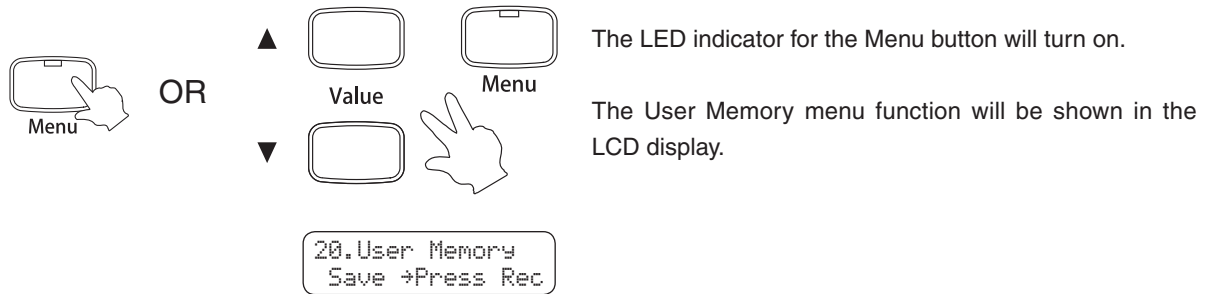 Menu
OR
▲
Value
▼
Menu
The LED indicator for the Menu button will turn on.
The User Memory menu function will be shown in the
LCD display.
20.User Memory
Save →Press Rec